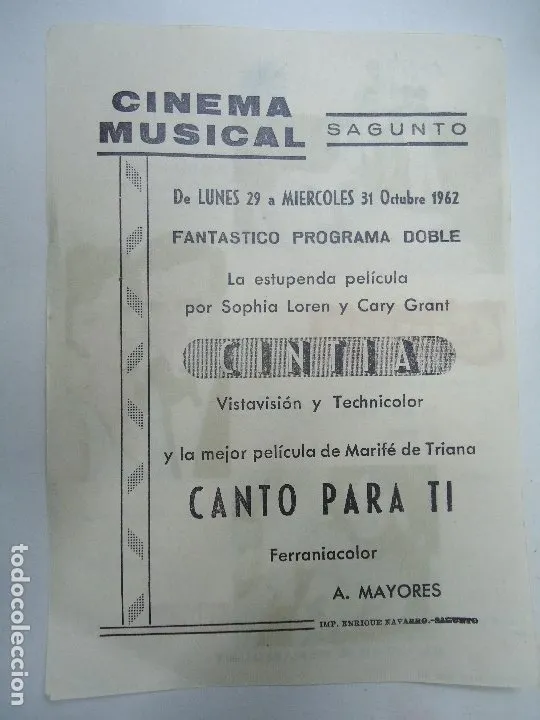 CINEMA
MUSICAL
SAGUNTO
De LUNES 29 a MIERCOLES 31 Octubre 1962
FANTASTICO PROGRAMA DOBLE
La estupenda película
por Sophia Loren y Cary Grant
CINTIA
Vistavisión y Technicolor
y la mejor película de Marifé de Triana
CANTO PARA TI
Ferraniacolor
A. MAYORES
IMP. ENRIQUE NAVARRO.-SAGUNTO
todocoleccion